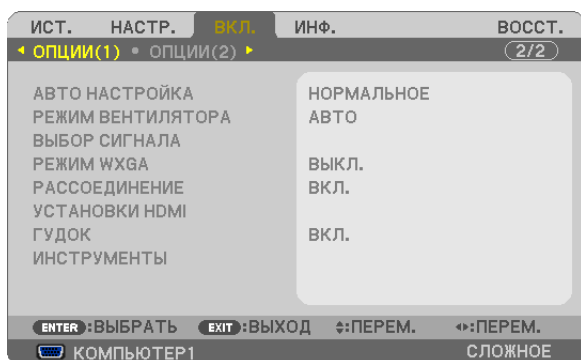 ИСТ. НАСТР. ВКЛ. ИНФ. ВОССТ.
ОПЦИИ(1) ОПЦИИ(2) 2/2
АВТО НАСТРОЙКА НОРМАЛЬНОЕ
РЕЖИМ ВЕНТИЛЯТОРА АВТО
ВЫБОР СИГНАЛА
РЕЖИМ WXGA ВЫКЛ.
РАССОЕДИНЕНИЕ ВКЛ.
УСТАНОВКИ HDMI
ГУДОК ВКЛ.
ИНСТРУМЕНТЫ
ENTER:ВЫБРАТЬ EXIT:ВЫХОД :ПЕРЕМ. :ПЕРЕМ.
КОМПЬЮТЕР1 СЛОЖНОЕ